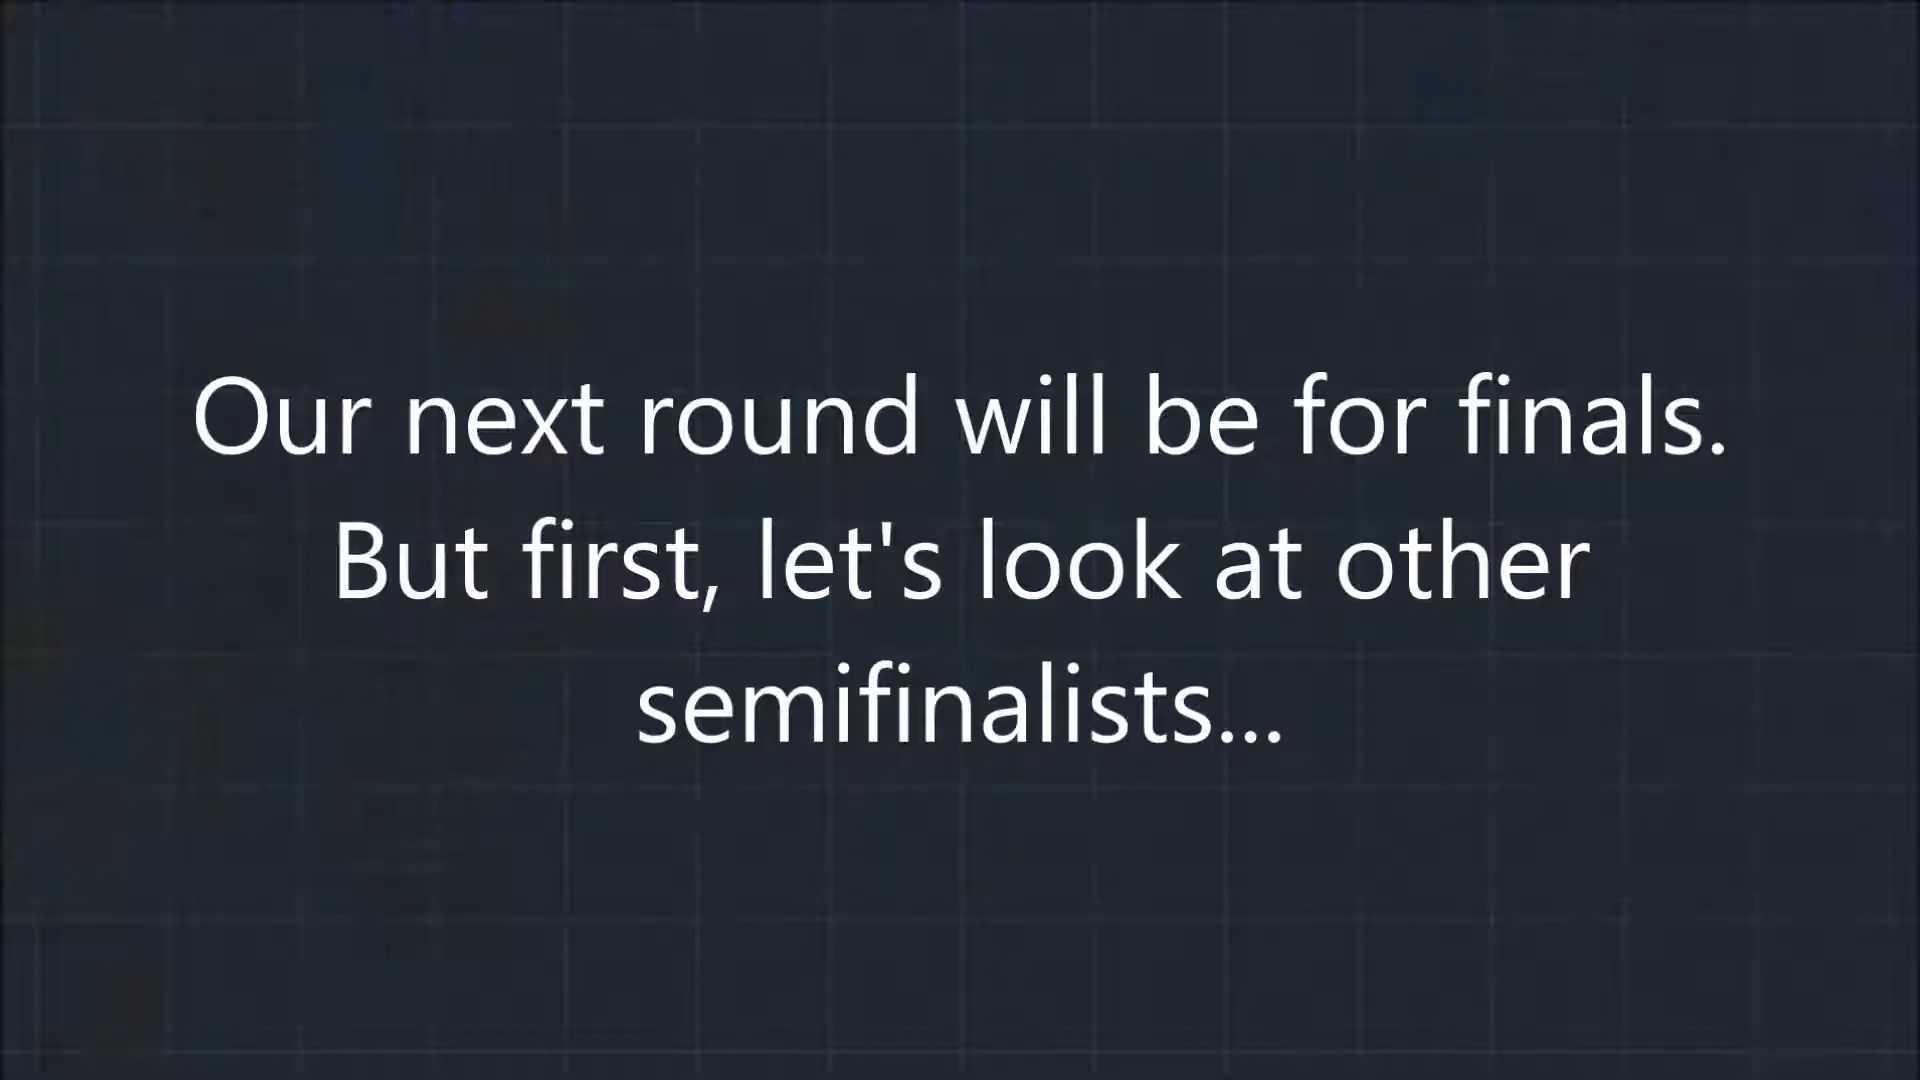 Our next round will be for finals.
But first, let's look at other
semifinalists...